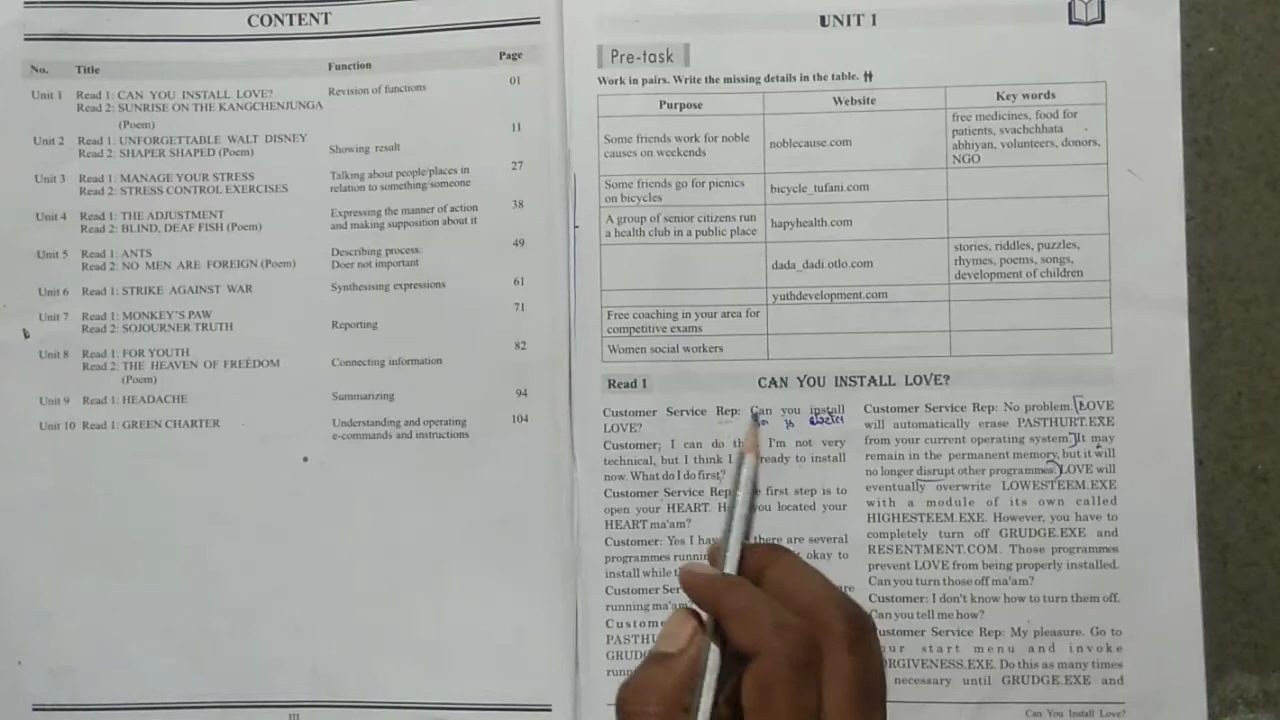 CONTENT
No. Title Function Page
Unit 1 Read 1: CAN YOU INSTALL LOVE? Revision of functions 01
Read 2: SUNRISE ON THE KANGCHENJUNGA
(Poem)
Unit 2 Read 1: UNFORGETTABLE WALT DISNEY 11
Read 2: SHAPER SHAPED (Poem) Showing result
Unit 3 Read 1: MANAGE YOUR STRESS Talking about people/places in 27
Read 2: STRESS CONTROL EXERCISES relation to something/someone
Unit 4 Read 1: THE ADJUSTMENT Expressing the manner of action 38
Read 2: BLIND, DEAF FISH (Poem) and making supposition about it
Unit 5 Read 1: ANTS Describing process: 49
Read 2: NO MEN ARE FOREIGN (Poem) Doer not important
Unit 6 Read 1: STRIKE AGAINST WAR Synthesising expressions 61
Unit 7 Read 1: MONKEY'S PAW 71
Read 2: SOJOURNER TRUTH Reporting
Unit 8 Read 1: FOR YOUTH 82
Read 2: THE HEAVEN OF FREEDOM Connecting information
(Poem)
Unit 9 Read 1: HEADACHE Summarizing 94
Unit 10 Read 1: GREEN CHARTER Understanding and operating 104
e-commands and instructions
III
UNIT 1
Pre-task
Work in pairs. Write the missing details in the table.
Purpose Website Key words
Some friends work for noble causes on weekends noblecause.com free medicines, food for
patients, svachchhata
abhiyan, volunteers, donors,
NGO
Some friends go for picnics
on bicycles bicycle_tufani.com
A group of senior citizens run
a health club in a public place hapyhealth.com
dada_dadi.otlo.com stories, riddles, puzzles,
rhymes, poems, songs,
development of children
yuthdevelopment.com
Free coaching in your area for
competitive exams
Women social workers
Read 1 CAN YOU INSTALL LOVE?
Customer Service Rep: Can you install
LOVE?
Customer: I can do I'm not very
technical, but I think I ready to install
now. What do I do first?
Customer Service Rep first step is to
open your HEART. you located your
HEART ma'am?
Customer: Yes I there are several
programmes okay to
install while
Customer are
running ma'am?
PASTHU
GRUD
Customer Service Rep: No problem. LOVE
will automatically erase PASTHURT.EXE
from your current operating system. It may
remain in the permanent memory, but it will
no longer disrupt other programmes. LOVE will
eventually overwrite LOWESTEEM.EXE
with a module of its own called
HIGHESTEEM.EXE. However, you have to
completely turn off GRUDGE.EXE and
RESENTMENT.COM. Those programmes
prevent LOVE from being properly installed.
Can you turn those off ma'am?
Customer: I don't know how to turn them off.
Can you tell me how?
Customer Service Rep: My pleasure. Go to
start menu and invoke
FORGIVENESS.EXE. Do this as many times
necessary until GRUDGE.EXE and
Can You Install Love?